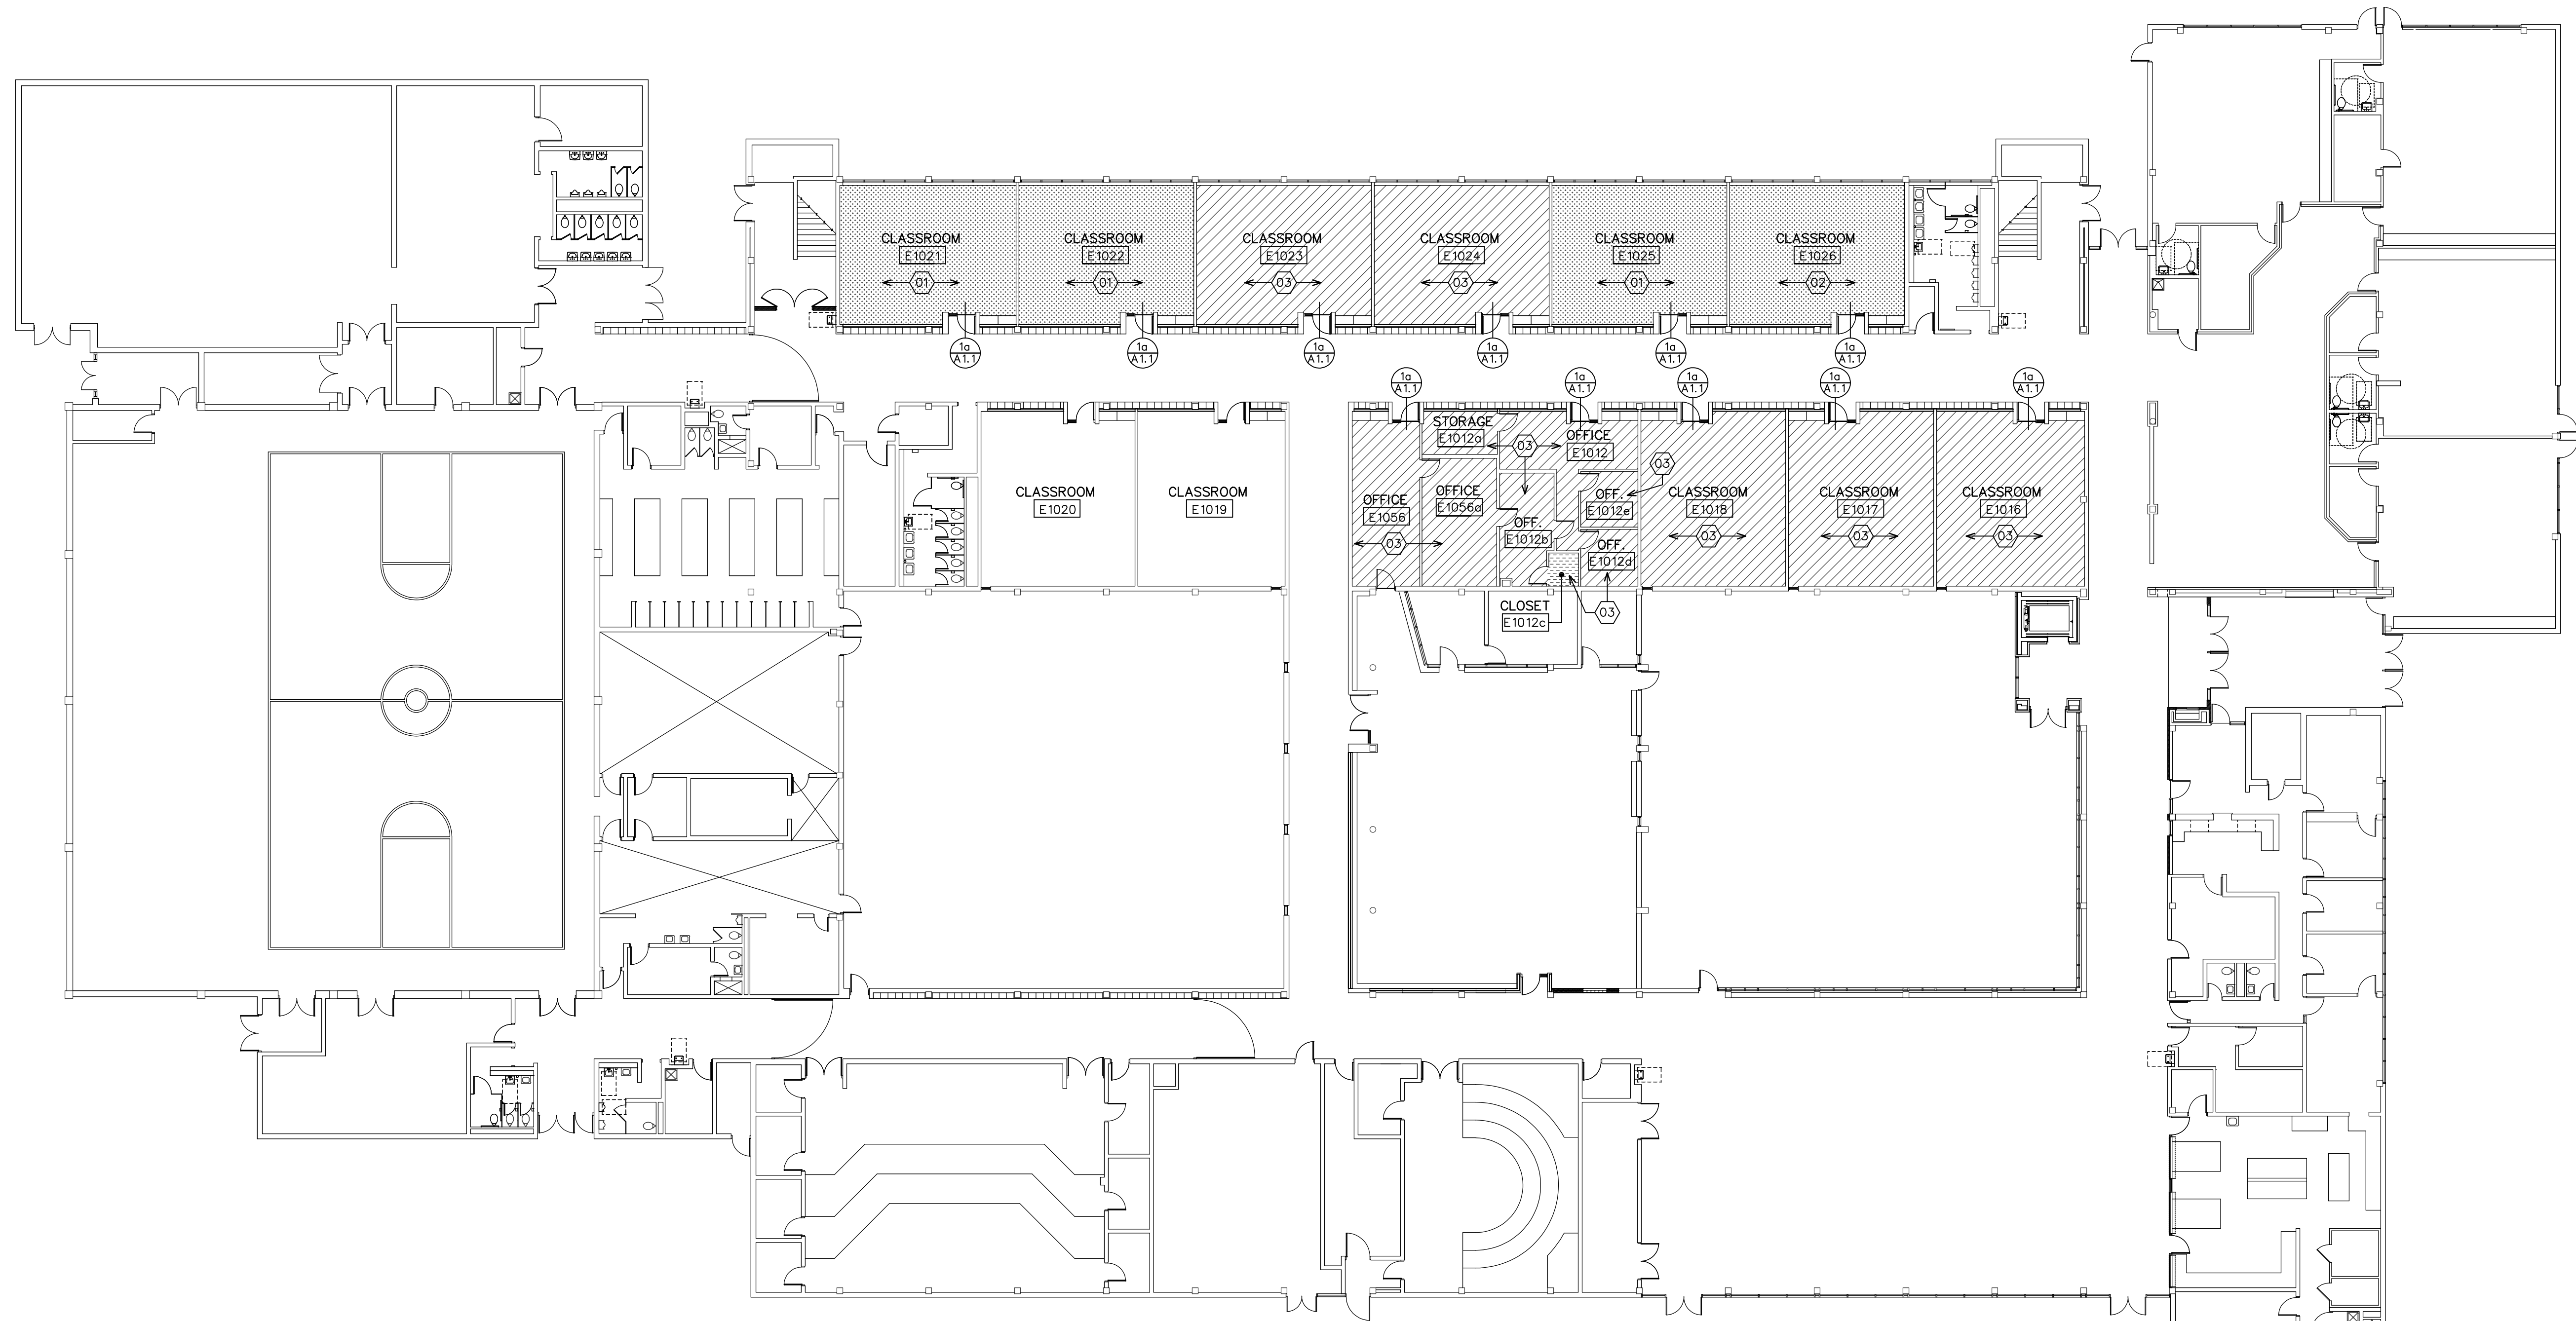 CLASSROOM
E1021
01
CLASSROOM
E1022
01
CLASSROOM
E1023
03
CLASSROOM
E1024
03
CLASSROOM
E1025
01
CLASSROOM
E1026
02
1a
A1.1
1a
A1.1
1a
A1.1
1a
A1.1
1a
A1.1
1a
A1.1
1a
A1.1
1a
A1.1
1a
A1.1
1a
A1.1
1a
A1.1
CLASSROOM
E1020
CLASSROOM
E1019
OFFICE
E1056
03
OFFICE
E1056a
STORAGE
E1012a
03
OFFICE
E1012
03
OFF.
E1012e
OFF.
E1012b
OFF.
E1012d
CLOSET
E1012c
03
CLASSROOM
E1018
03
CLASSROOM
E1017
03
CLASSROOM
E1016
03